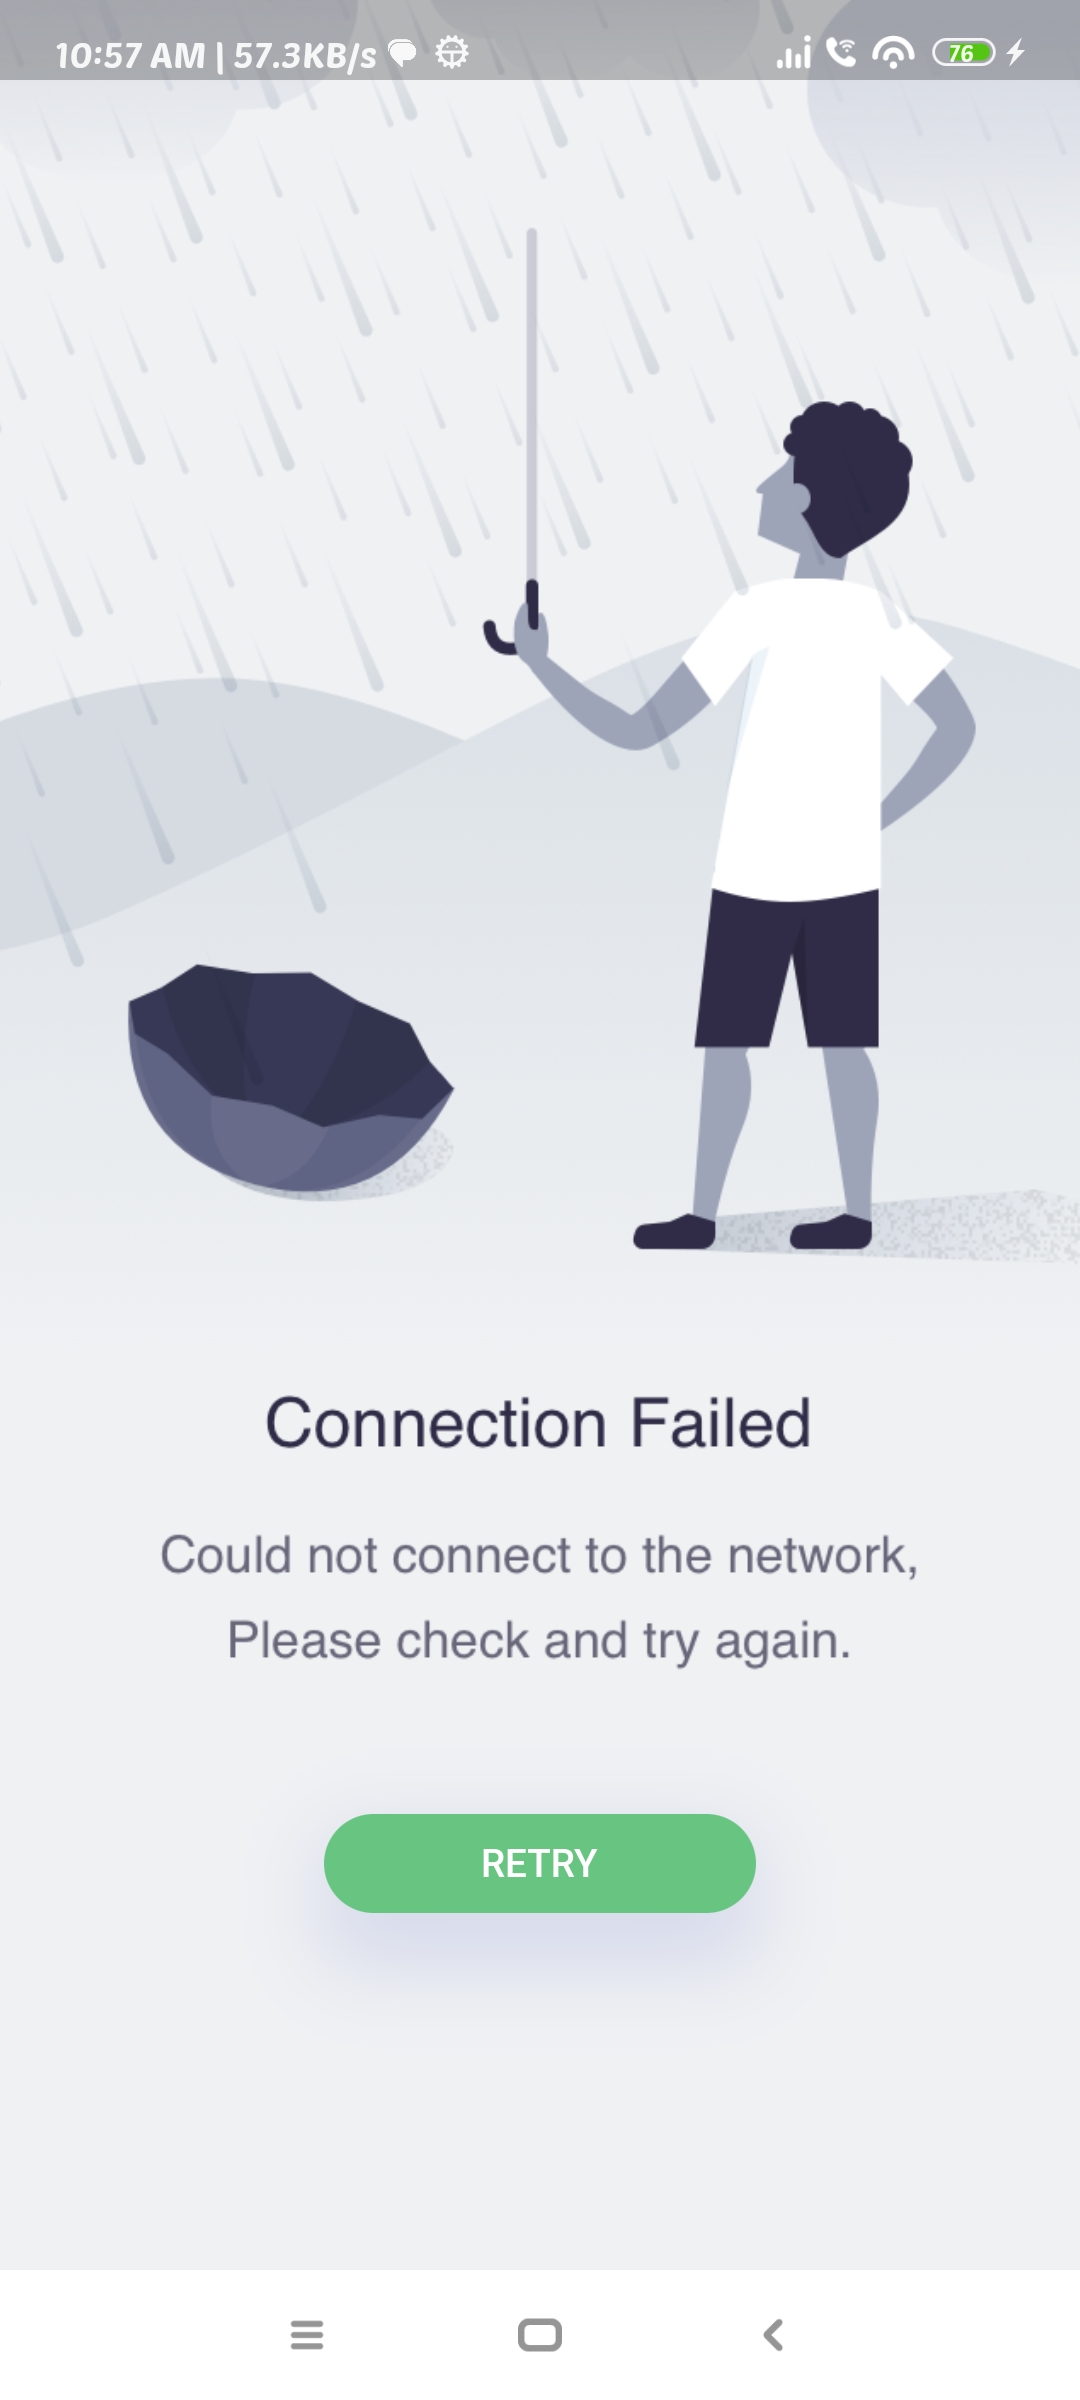 10:57 AM | 57.3KB/s
76
Connection Failed
Could not connect to the network,
Please check and try again.
RETRY